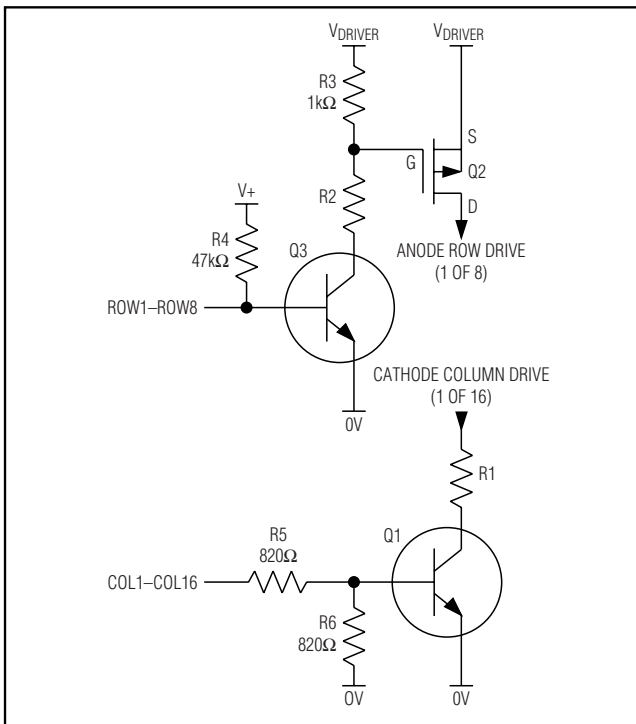 VDRIVER
VDRIVER
R3
1kΩ
S
G
Q2
D
V+
R2
R4
47kΩ
Q3
ANODE ROW DRIVE
(1 OF 8)
ROW1–ROW8
CATHODE COLUMN DRIVE
(1 OF 16)
0V
R1
Q1
R5
820Ω
COL1–COL16
R6
820Ω
0V
0V